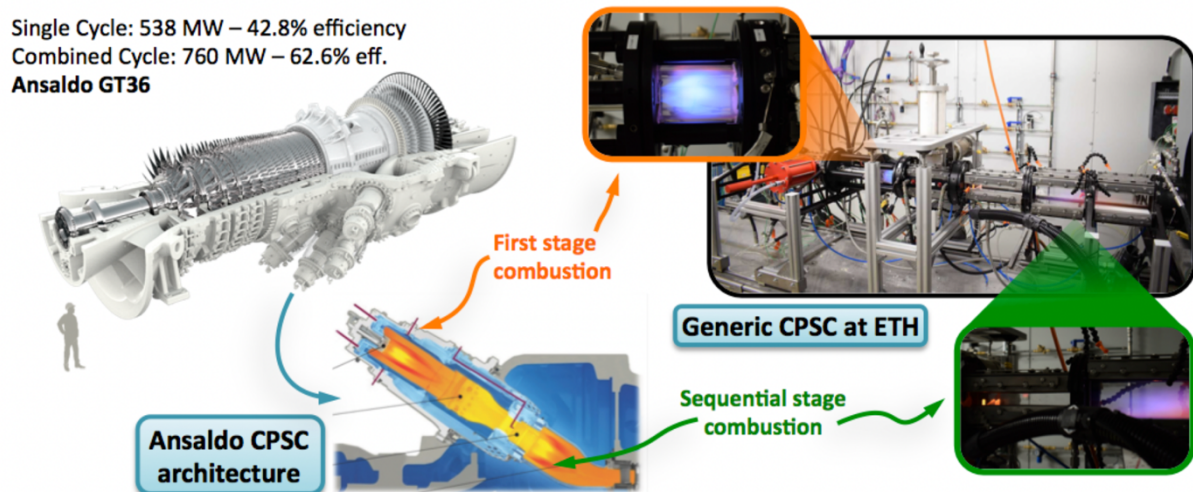 Single Cycle: 538 MW – 42.8% efficiency
Combined Cycle: 760 MW – 62.6% eff.
Ansaldo GT36
First stage
combustion
Generic CPSC at ETH
Sequential stage
combustion
Ansaldo CPSC
architecture